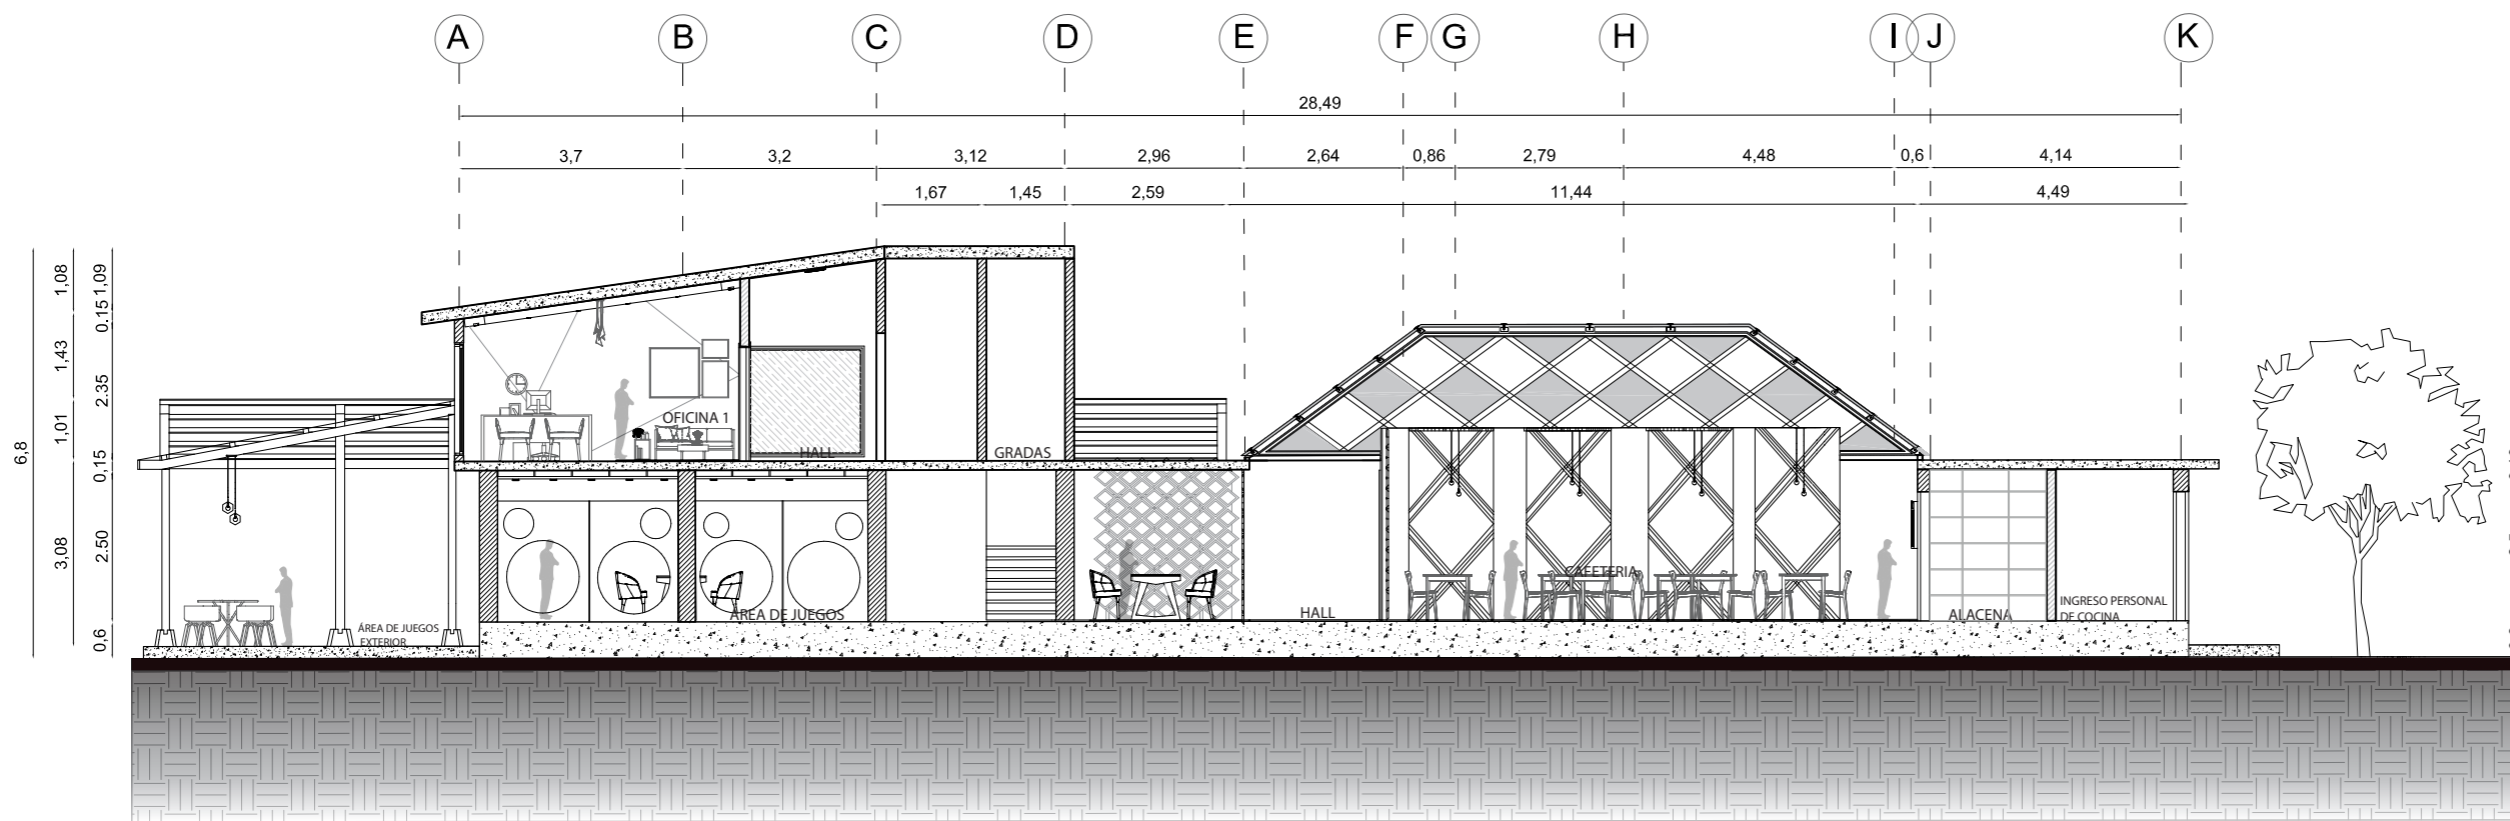 A B C D E F G H I J K
28,49
3,7 3,2 3,12 2,96 2,64 0,86 2,79 4,48 0,6 4,14
1,67 1,45 2,59 11,44 4,49
6,8
1,08 1,43 1,01 3,08
1,09 0.15 2.35 0,15 2.50 0,6
OFICINA 1
HALL
GRADAS
ÁREA DE JUEGOS
EXTERIOR
ÁREA DE JUEGOS
HALL
CAFETERIA
ALACENA
INGRESO PERSONAL
DE COCINA